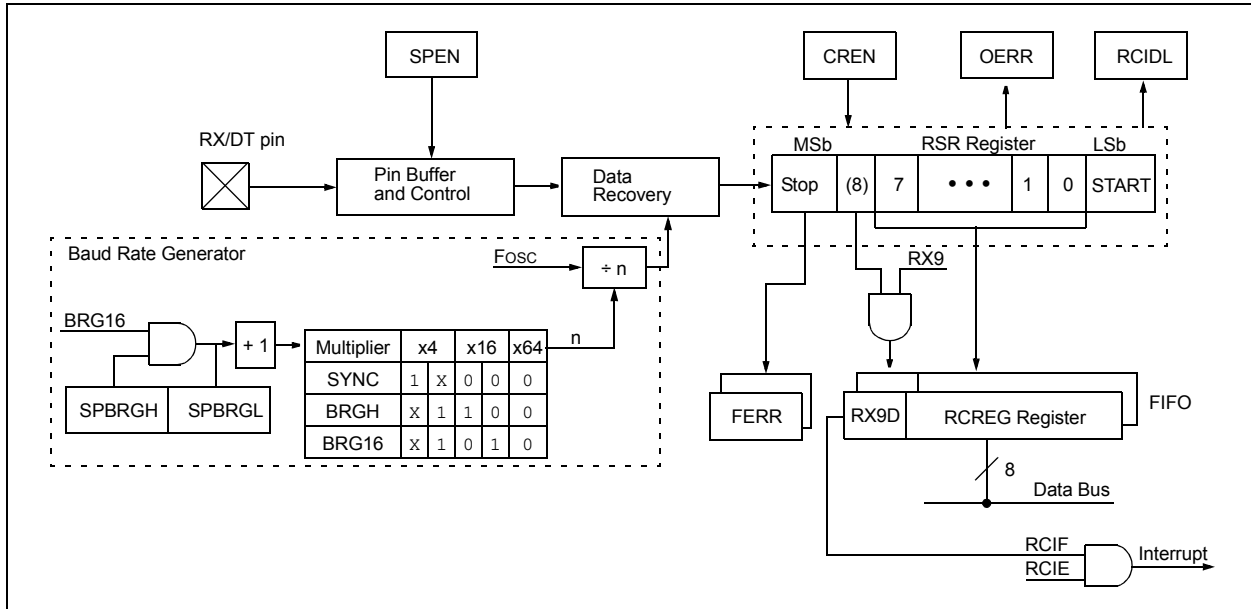 SPEN
CREN
OERR
RCIDL
RX/DT pin
Pin Buffer
and Control
Data
Recovery
MSb
RSR Register
LSb
Stop (8) 7 • • • 1 0 START
Baud Rate Generator
FOSC
÷ n
RX9
BRG16
+ 1
n
Multiplier x4 x16 x64
SYNC 1 X 0 0 0
BRGH X 1 1 0 0
BRG16 X 1 0 1 0
SPBRGH SPBRGL
FERR
RX9D
RCREG Register
FIFO
8
Data Bus
RCIF
RCIE
Interrupt